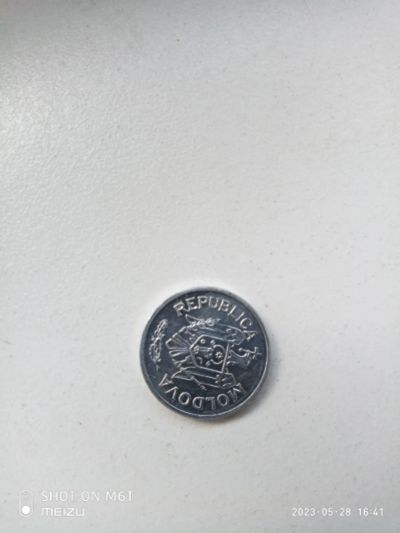 REPUBLICA
MOLDOVA
SHOT ON M6T
MEIZU
2023-05-28 16:41